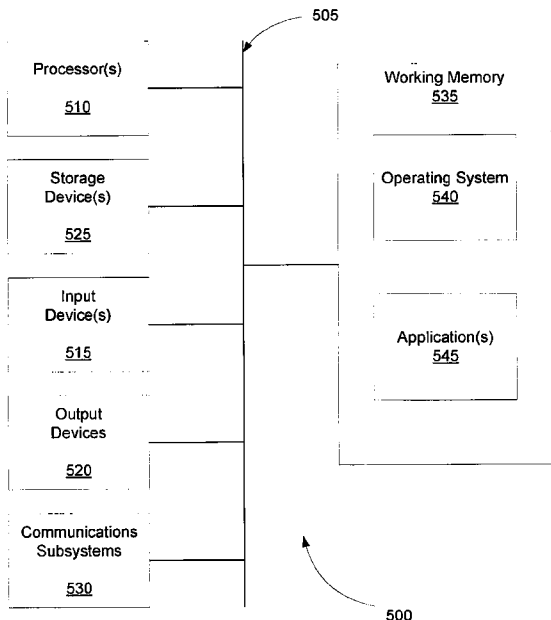 505
Processor(s)
510
Storage
Device(s)
525
Input
Device(s)
515
Output
Devices
520
Communications
Subsystems
530
Working Memory
535
Operating System
540
Application(s)
545
500